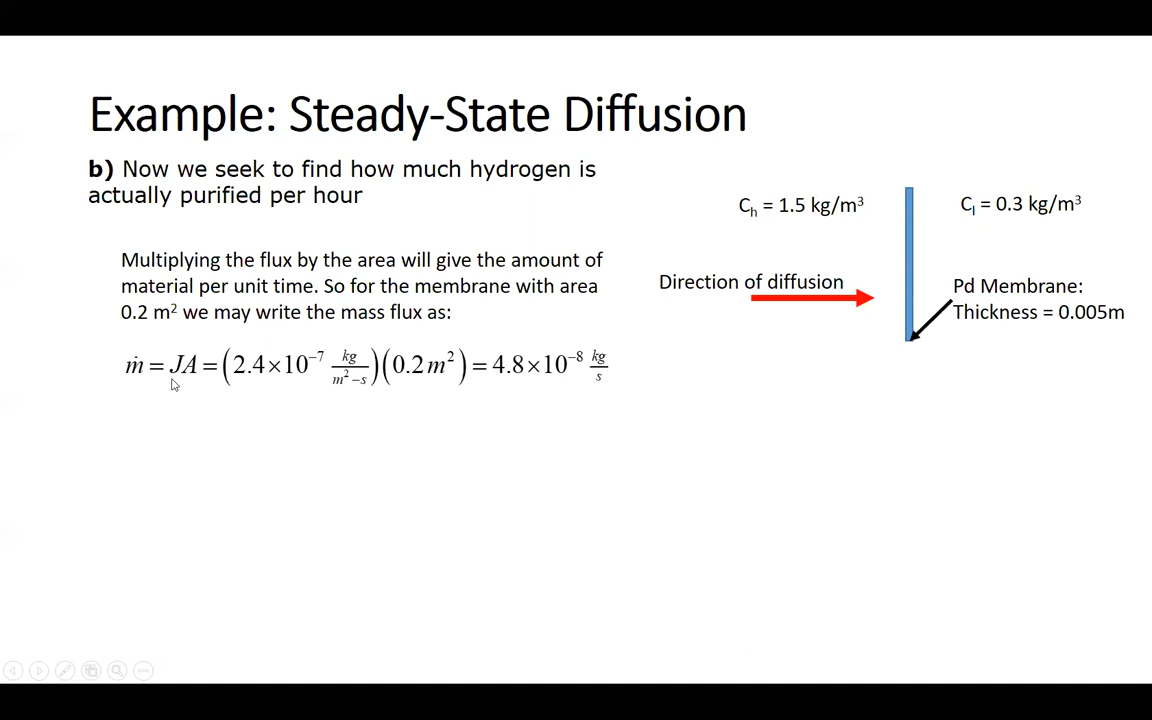 Example: Steady-State Diffusion
b) Now we seek to find how much hydrogen is
actually purified per hour
Multiplying the flux by the area will give the amount of
material per unit time. So for the membrane with area
0.2 m² we may write the mass flux as:
ṁ = JA = (2.4×10⁻⁷ kg/m²−s)(0.2 m²) = 4.8×10⁻⁸ kg/s
Cₕ = 1.5 kg/m³
Cₗ = 0.3 kg/m³
Direction of diffusion
Pd Membrane:
Thickness = 0.005m